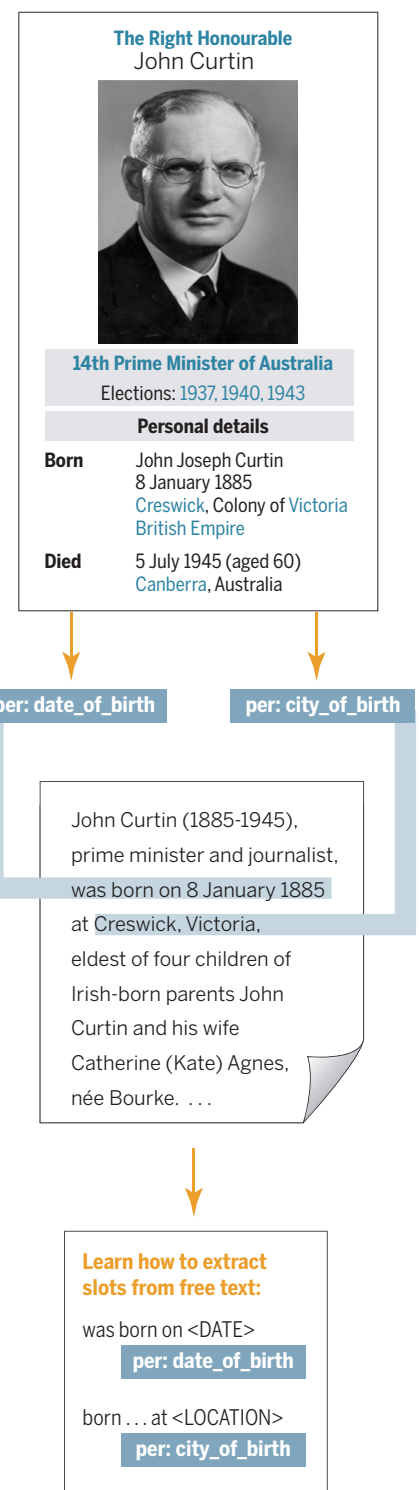 The Right Honourable
John Curtin
14th Prime Minister of Australia
Elections: 1937, 1940, 1943
Personal details
Born John Joseph Curtin
8 January 1885
Creswick, Colony of Victoria
British Empire
Died 5 July 1945 (aged 60)
Canberra, Australia
per: date_of_birth
per: city_of_birth
John Curtin (1885-1945),
prime minister and journalist,
was born on 8 January 1885
at Creswick, Victoria,
eldest of four children of
Irish-born parents John
Curtin and his wife
Catherine (Kate) Agnes,
née Bourke. . . .
Learn how to extract
slots from free text:
was born on <DATE>
per: date_of_birth
born . . . at <LOCATION>
per: city_of_birth